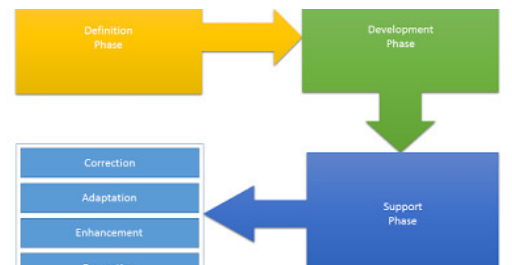 Definition
Phase
Development
Phase
Correction
Adaptation
Enhancement
Support
Phase